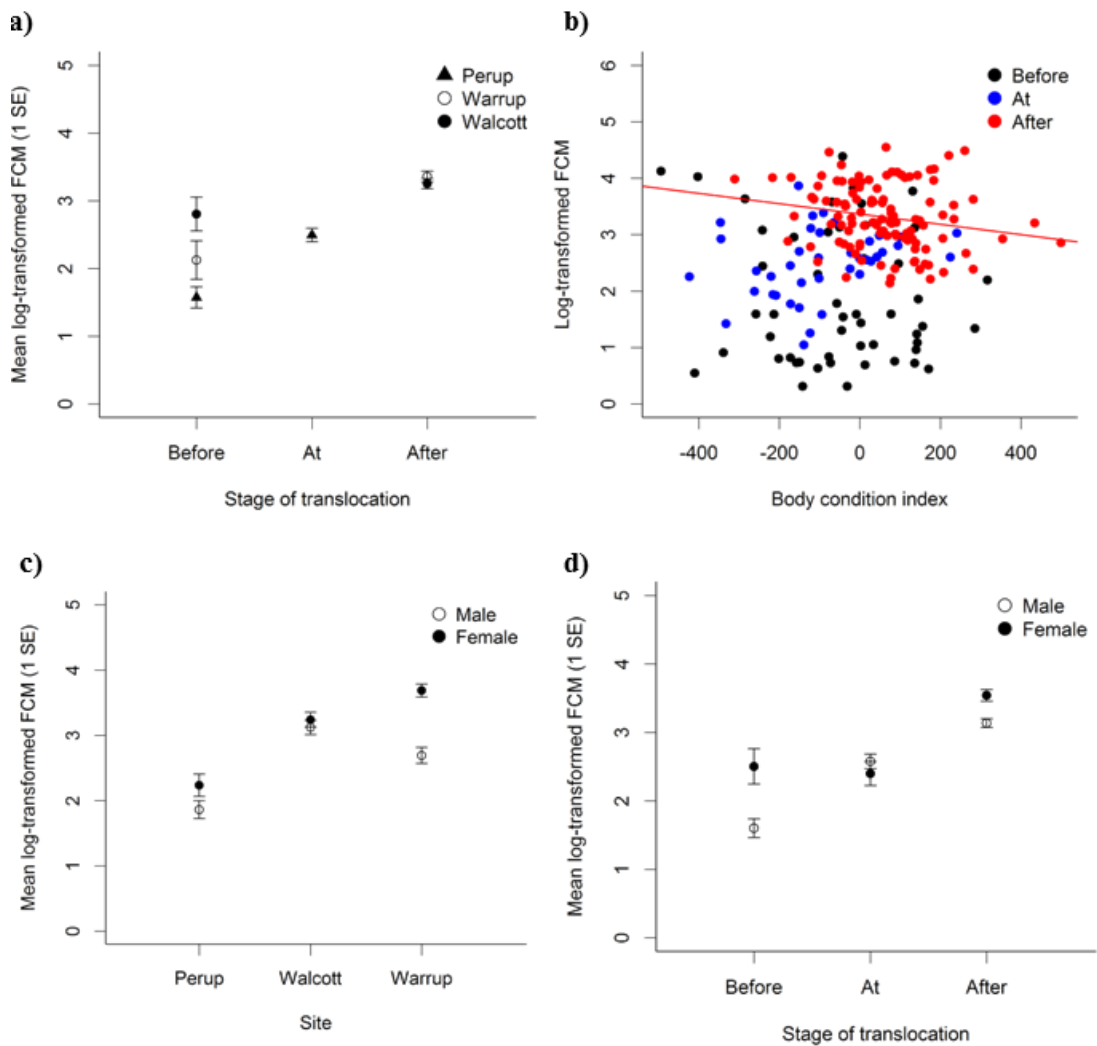 a)
Mean log-transformed FCM (1 SE)
5
4
3
2
1
0
Perup
Warrup
Walcott
Before
At
After
Stage of translocation
b)
Log-transformed FCM
6
5
4
3
2
1
0
Before
At
After
-400
-200
0
200
400
Body condition index
c)
Mean log-transformed FCM (1 SE)
5
4
3
2
1
0
Male
Female
Perup
Walcott
Warrup
Site
d)
Mean log-transformed FCM (1 SE)
5
4
3
2
1
0
Male
Female
Before
At
After
Stage of translocation